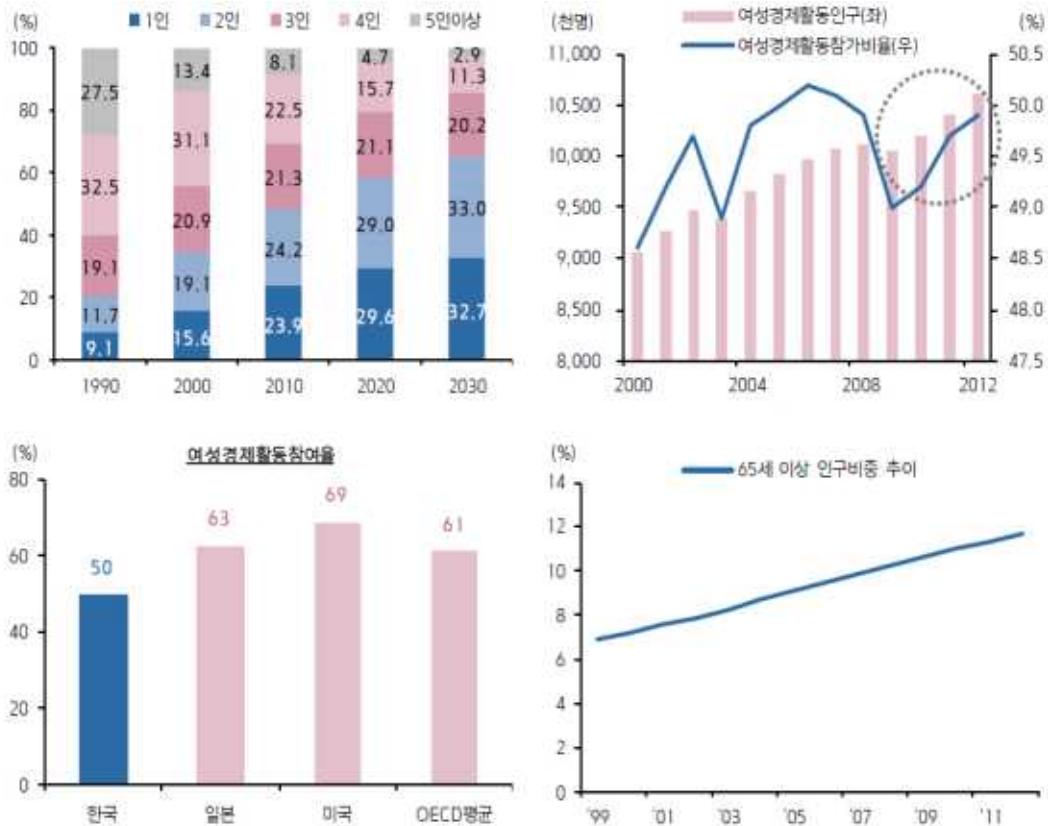 (%) 1인 2인 3인 4인 5인이상
100
80
60
40
20
0
27.5 13.4 8.1 4.7 2.9
32.5 31.1 22.5 15.7 11.3
19.1 20.9 21.3 21.1 20.2
11.7 19.1 24.2 29.0 33.0
9.1 15.6 23.9 29.6 32.7
1990 2000 2010 2020 2030
(천명) 여성경제활동인구(좌) (%)
여성경제활동참가비율(우)
11,000 50.5
10,500 50.0
10,000 49.5
9,500 49.0
9,000 48.5
8,500 48.0
8,000 47.5
2000 2004 2008 2012
(%) 여성경제활동참여율
80
60
40
20
0
50 63 69 61
한국 일본 미국 OECD평균
(%) 65세 이상 인구비중 추이
14
12
10
8
6
4
2
0
'99 '01 '03 '05 '07 '09 '11